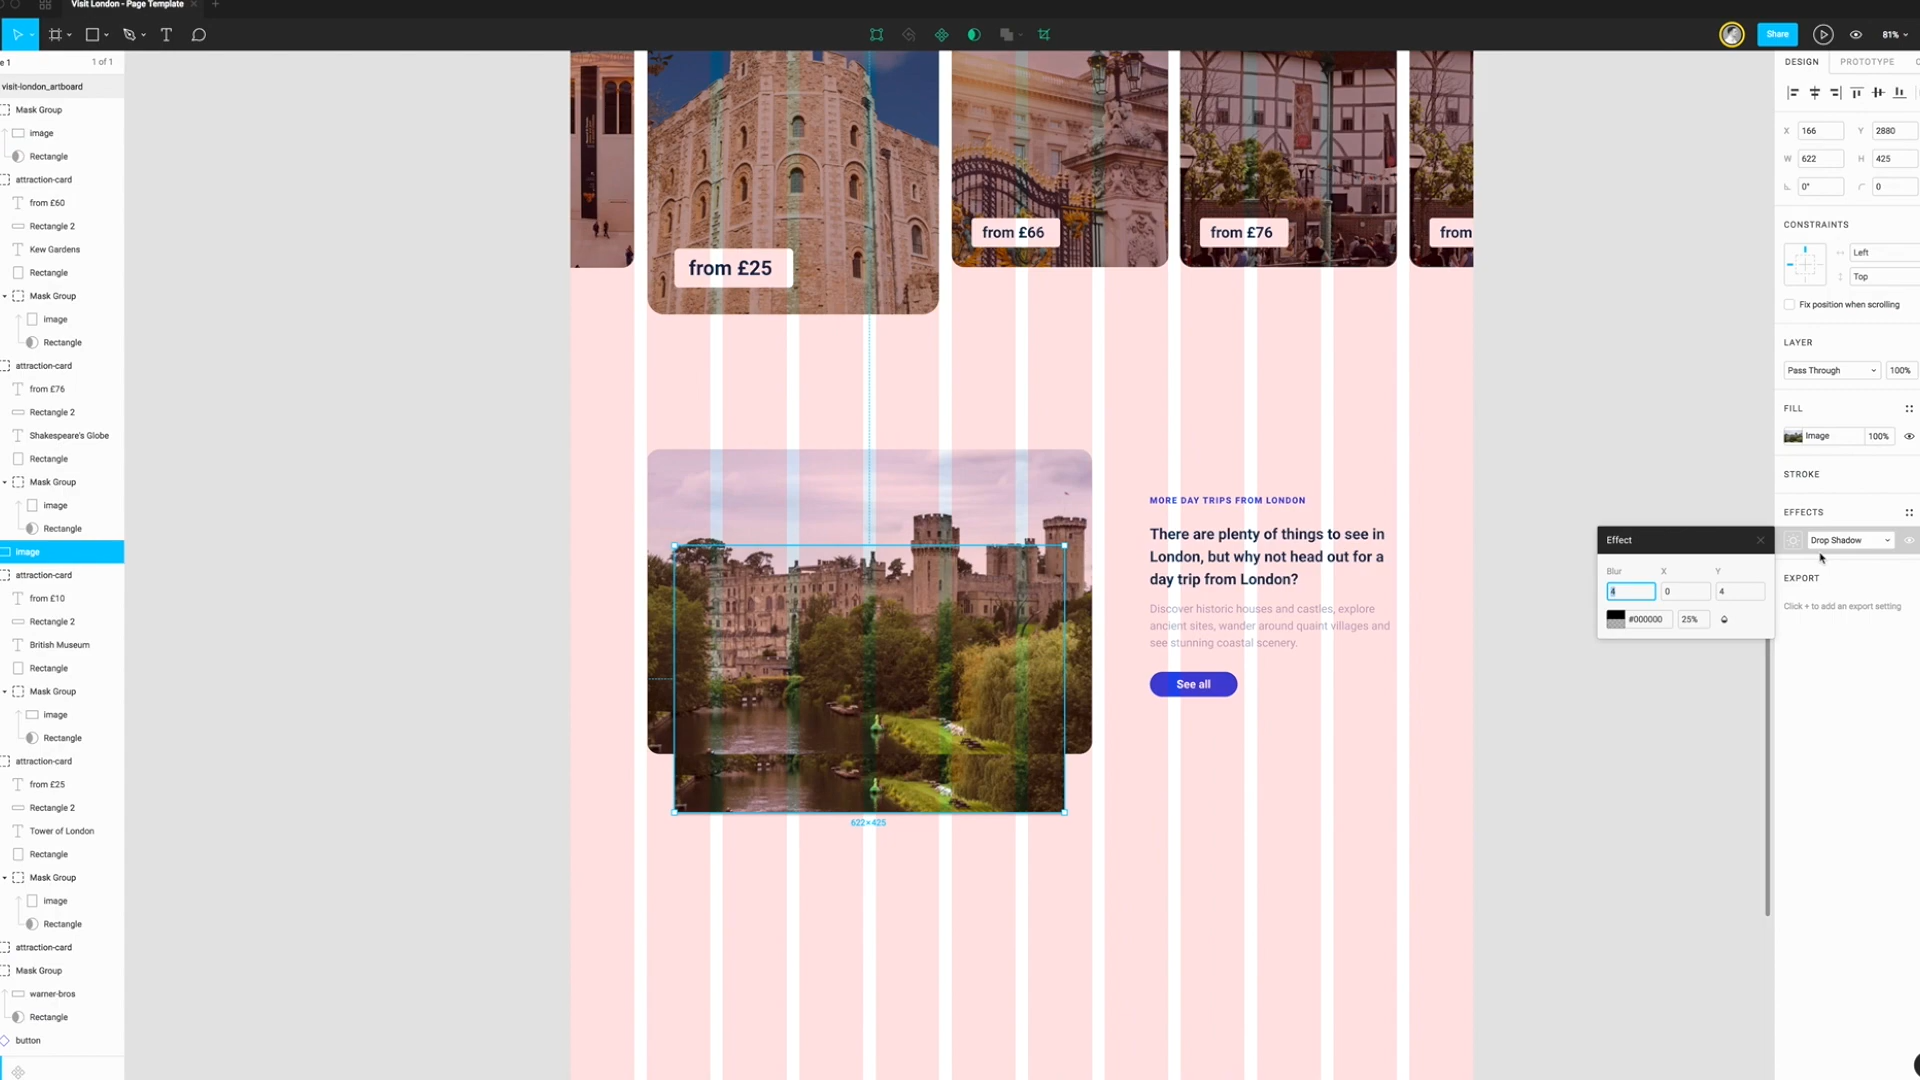 Visit London - Page Template
Share
81%
e 1
1 of 1
visit-london_artboard
Mask Group
image
Rectangle
attraction-card
from £60
Rectangle 2
Kew Gardens
Rectangle
Mask Group
image
Rectangle
attraction-card
from £76
Rectangle 2
Shakespeare's Globe
Rectangle
Mask Group
image
Rectangle
image
attraction-card
from £10
Rectangle 2
British Museum
Rectangle
Mask Group
image
Rectangle
attraction-card
from £25
Rectangle 2
Tower of London
Rectangle
Mask Group
image
Rectangle
attraction-card
Mask Group
warner-bros
Rectangle
button
from £25
from £66
from £76
from
MORE DAY TRIPS FROM LONDON
There are plenty of things to see in
London, but why not head out for a
day trip from London?
Discover historic houses and castles, explore
ancient sites, wander around quaint villages and
see stunning coastal scenery.
See all
622×425
Effect
Blur X Y
4 0 4
#000000 25%
DESIGN PROTOTYPE C
X 166 Y 2880
W 622 H 425
0° 0
CONSTRAINTS
Left
Top
Fix position when scrolling
LAYER
Pass Through 100%
FILL
Image 100%
STROKE
EFFECTS
Drop Shadow
EXPORT
Click + to add an export setting